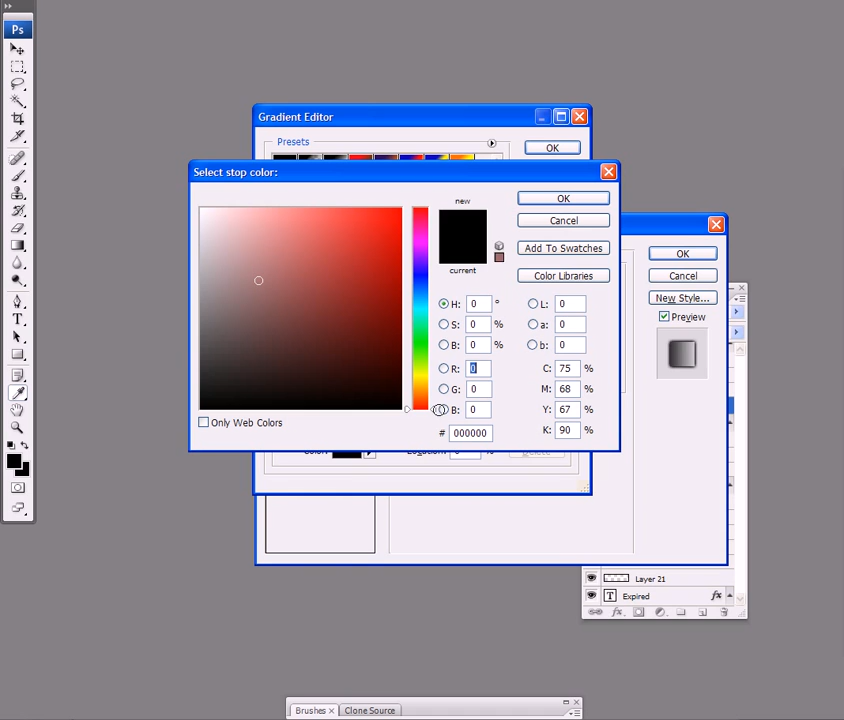 Ps
Gradient Editor
Presets
OK
Select stop color:
new
current
OK
Cancel
Add To Swatches
Color Libraries
H: 0 °
S: 0 %
B: 0 %
R: 0
G: 0
B: 0
# 000000
L: 0
a: 0
b: 0
C: 75 %
M: 68 %
Y: 67 %
K: 90 %
Only Web Colors
OK
Cancel
New Style...
Preview
Layer 21
T Expired fx
fx
Brushes × Clone Source